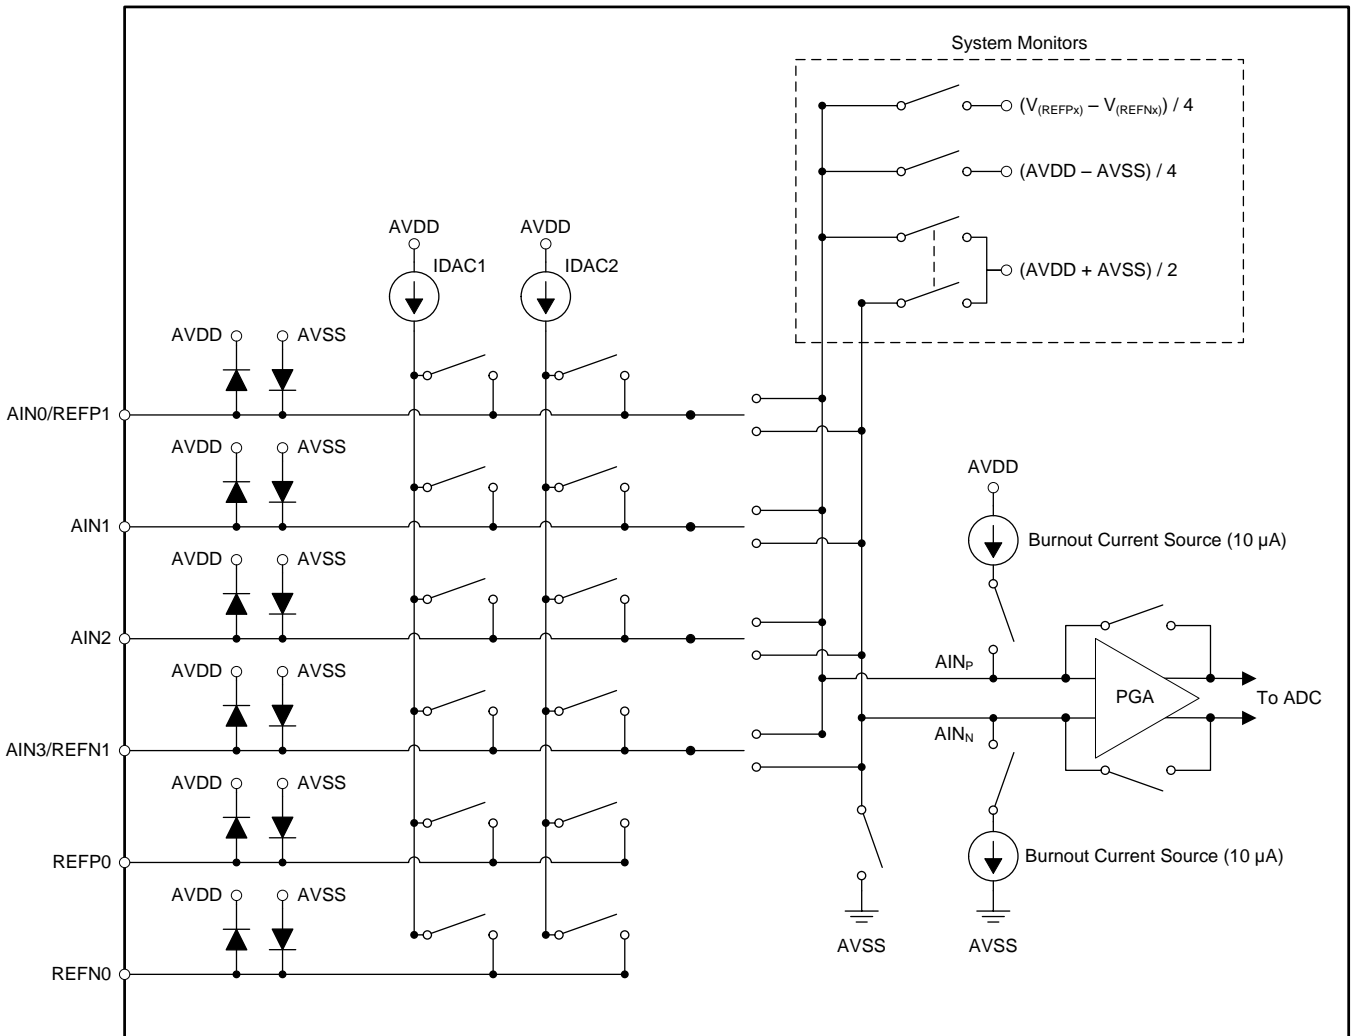 System Monitors
(V(REFPx) – V(REFNx)) / 4
(AVDD – AVSS) / 4
(AVDD + AVSS) / 2
AVDD
AVDD
IDAC1
IDAC2
AVDD
AVSS
AIN0/REFP1
AVDD
AVSS
AIN1
AVDD
AVSS
AIN2
AVDD
AVSS
AIN3/REFN1
AVDD
AVSS
REFP0
AVDD
AVSS
REFN0
AVDD
Burnout Current Source (10 µA)
AINP
PGA
To ADC
AINN
Burnout Current Source (10 µA)
AVSS
AVSS